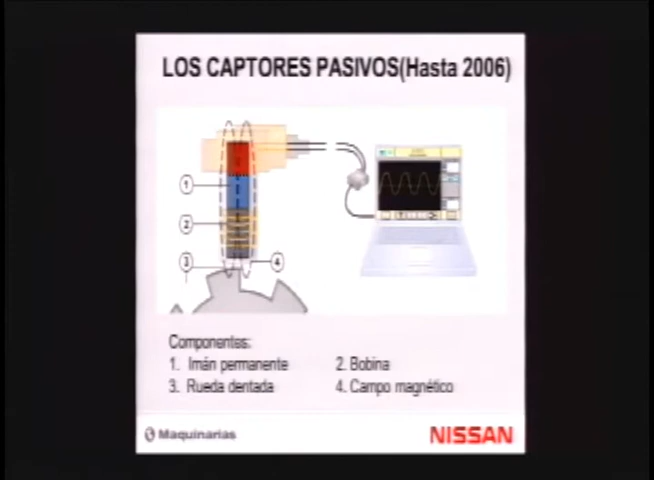 LOS CAPTORES PASIVOS(Hasta 2006)
1
2
3
4
Componentes:
1. Imán permanente
2. Bobina
3. Rueda dentada
4. Campo magnético
Maquinarias
NISSAN